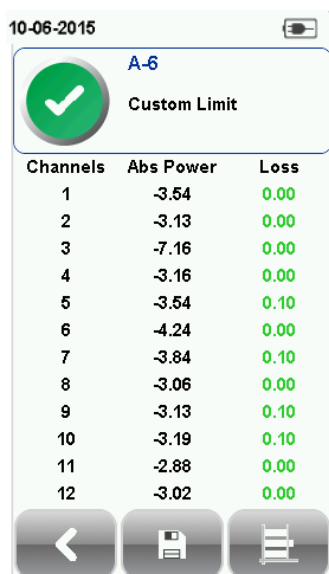 10-06-2015
A-6
Custom Limit
Channels Abs Power Loss
1 -3.54 0.00
2 -3.13 0.00
3 -7.16 0.00
4 -3.16 0.00
5 -3.54 0.10
6 -4.24 0.00
7 -3.84 0.10
8 -3.06 0.00
9 -3.13 0.10
10 -3.19 0.10
11 -2.88 0.00
12 -3.02 0.00